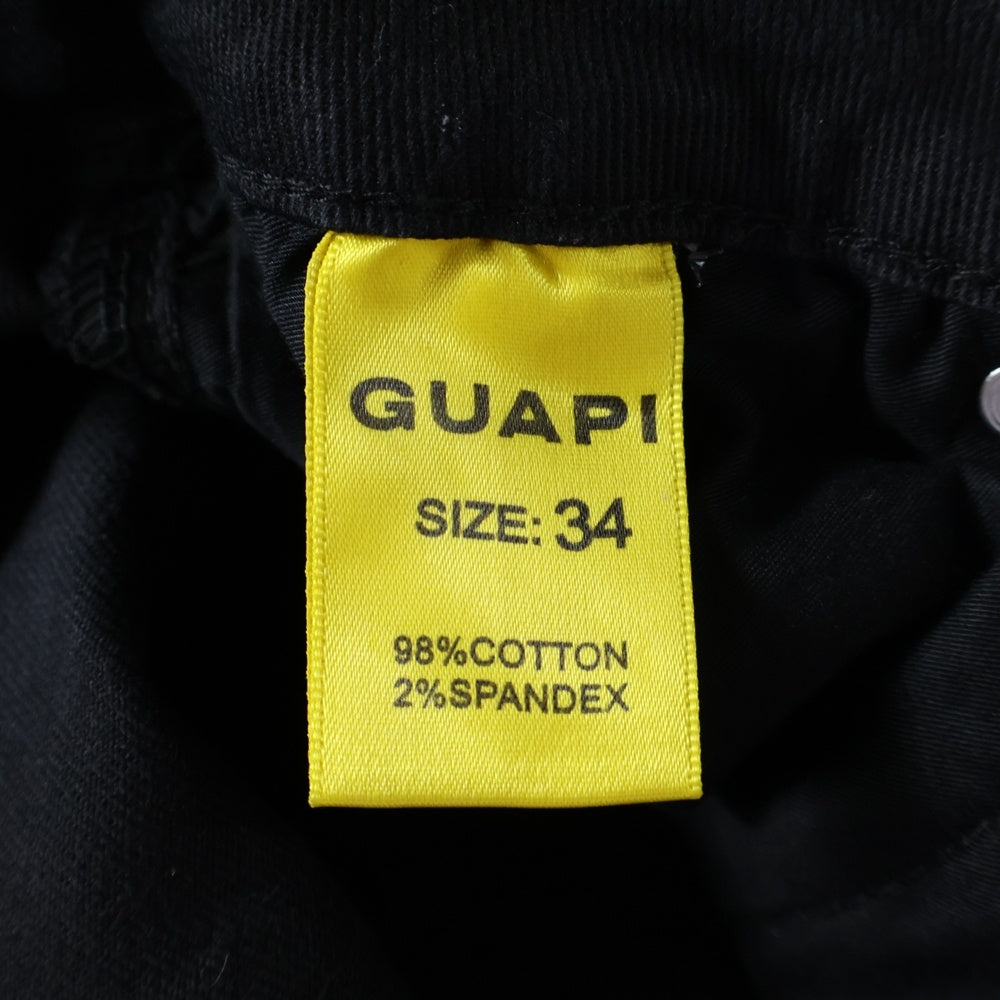 GUAPI
SIZE: 34
98%COTTON
2%SPANDEX